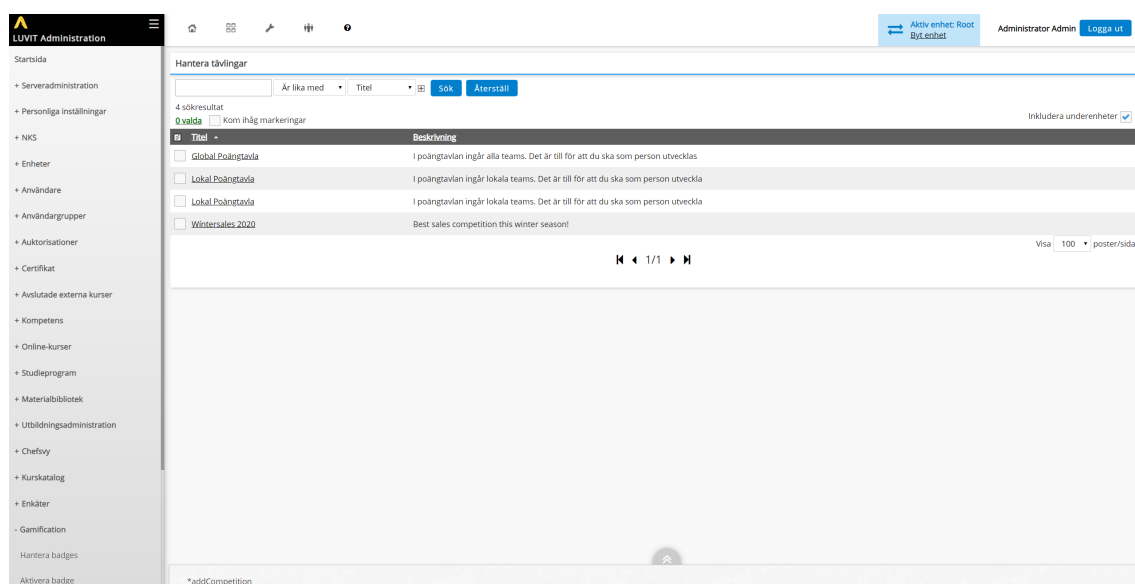 LUVIT Administration
Aktiv enhet: Root
Byt enhet
Administrator Admin
Logga ut
Startsida
+ Serveradministration
+ Personliga inställningar
+ NKS
+ Enheter
+ Användare
+ Användargrupper
+ Auktorisationer
+ Certifikat
+ Avslutade externa kurser
+ Kompetens
+ Online-kurser
+ Studieprogram
+ Materialbibliotek
+ Utbildningsadministration
+ Chefsvy
+ Kurskatalog
+ Enkäter
- Gamification
Hantera badges
Aktivera badge
Hantera tävlingar
Är lika med
Titel
Sök
Återställ
4 sökresultat
0 valda
Kom ihåg markeringar
Inkludera underenheter
Titel
Beskrivning
Global Poängtavla
I poängtavlan ingår alla teams. Det är till för att du ska som person utvecklas
Lokal Poängtavla
I poängtavlan ingår lokala teams. Det är till för att du ska som person utveckla
Lokal Poängtavla
I poängtavlan ingår lokala teams. Det är till för att du ska som person utveckla
Wintersales 2020
Best sales competition this winter season!
Visa 100 poster/sida
1/1
*addCompetition